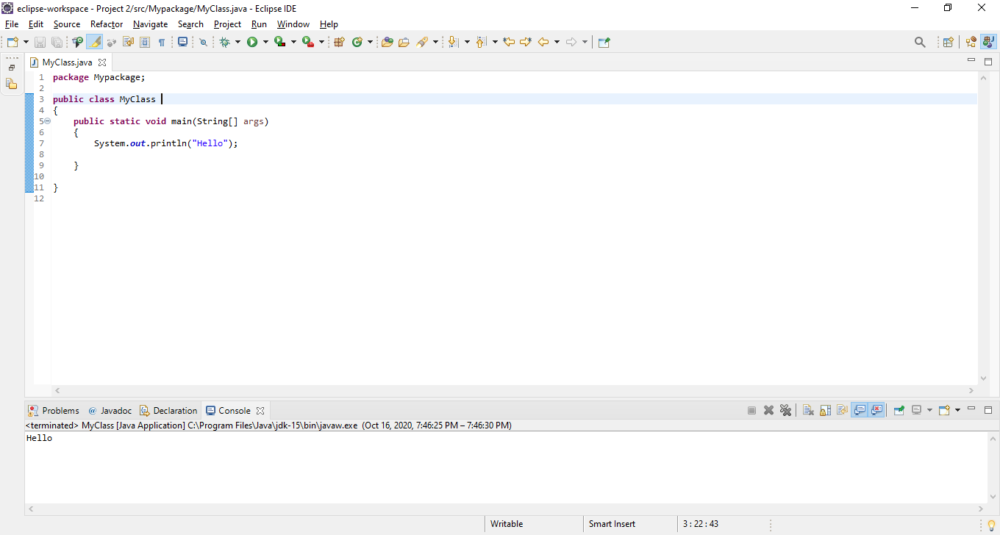 eclipse-workspace - Project 2/src/Mypackage/MyClass.java - Eclipse IDE
File Edit Source Refactor Navigate Search Project Run Window Help
MyClass.java
1 package Mypackage;
2
3 public class MyClass
4 {
5 public static void main(String[] args)
6 {
7 System.out.println("Hello");
8
9 }
10
11 }
12
Problems @ Javadoc Declaration Console
<terminated> MyClass [Java Application] C:\Program Files\Java\jdk-15\bin\javaw.exe (Oct 16, 2020, 7:46:25 PM – 7:46:30 PM)
Hello
Writable Smart Insert 3 : 22 : 43